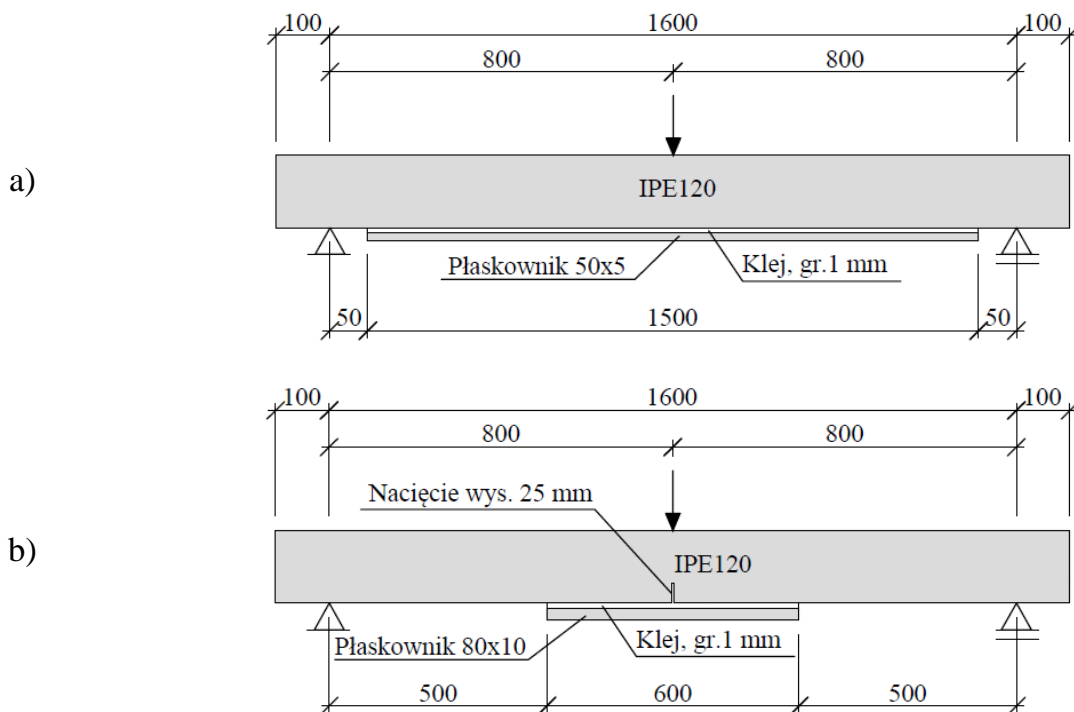 100 1600 100
800 800
a)
IPE120
Płaskownik 50x5
Klej, gr.1 mm
50 1500 50
100 1600 100
800 800
Nacięcie wys. 25 mm
b)
IPE120
Płaskownik 80x10
Klej, gr.1 mm
500 600 500